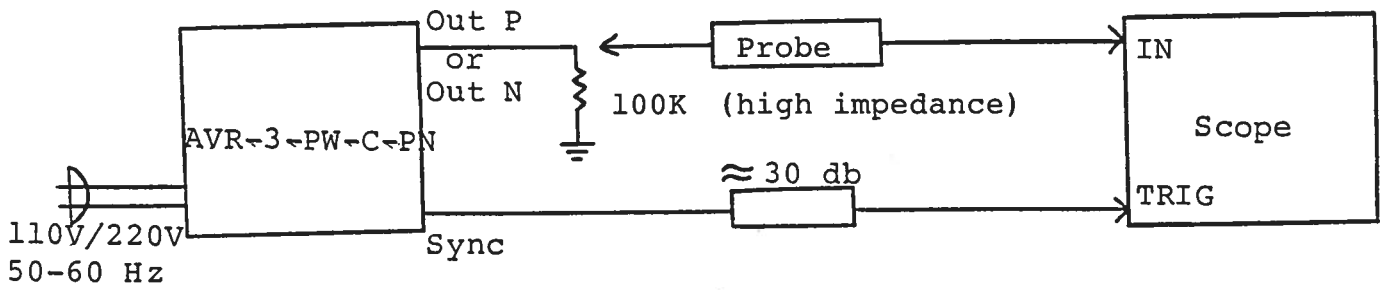 Out P
or
Out N
Probe
IN
100K (high impedance)
Scope
AVR-3-PW-C-PN
≈ 30 db
TRIG
110V/220V
Sync
50-60 Hz